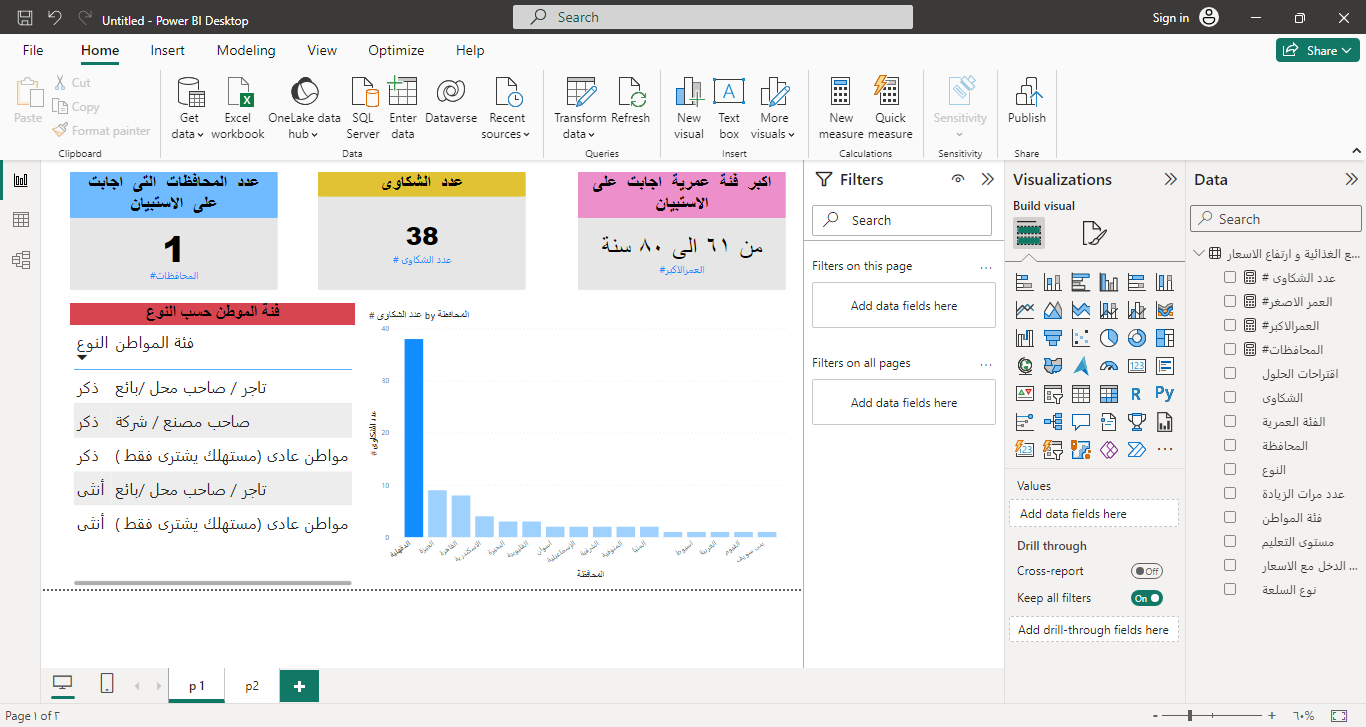 Untitled - Power BI Desktop
Search
Sign in
File
Home
Insert
Modeling
View
Optimize
Help
Share
Paste
Cut
Copy
Format painter
Clipboard
Get data
Excel workbook
OneLake data hub
SQL Server
Enter data
Dataverse
Recent sources
Data
Transform data
Refresh
Queries
New visual
Text box
More visuals
Insert
New measure
Quick measure
Calculations
Sensitivity
Sensitivity
Publish
Share
عدد المحافظات التى اجابت
على الاستبيان
1
#المحافظات
عدد الشكاوى
38
# عدد الشكاوى
اكبر فئة عمرية اجابت على
الاستبيان
من ٦١ الى ٨٠ سنة
#العمرالاكبر
فئة الموطن حسب النوع
النوع فئة المواطن
ذكر تاجر / صاحب محل /بائع
ذكر صاحب مصنع / شركة
ذكر مواطن عادى (مستهلك يشترى فقط )
أنثى تاجر / صاحب محل /بائع
أنثى مواطن عادى (مستهلك يشترى فقط )
# عدد الشكاوى by المحافظة
40
30
20
10
0
# عدد الشكاوى
الدقهلية
الجيزة
القاهرة
الاسكندرية
البحيرة
القليوبية
اسوان
الإسماعيلية
الشرقية
المنوفية
المنيا
اسيوط
الغربية
الفيوم
بنى سويف
المحافظة
Filters
Search
Filters on this page
...
Add data fields here
Filters on all pages
...
Add data fields here
Visualizations
Build visual
123
R
Py
123
...
Values
Add data fields here
Drill through
Cross-report
Off
Keep all filters
On
Add drill-through fields here
Data
Search
ع الغذائية و ارتفاع الاسعار...
# عدد الشكاوى
#العمر الاصغر
#العمرالاكبر
#المحافظات
اقتراحات الحلول
الشكاوى
الفئة العمرية
المحافظة
النوع
عدد مرات الزيادة
فئة المواطن
مستوى التعليم
الدخل مع الاسعار ...
نوع السلعة
p 1
p2
+
Page ١ of ٢
-
+
٦٠%